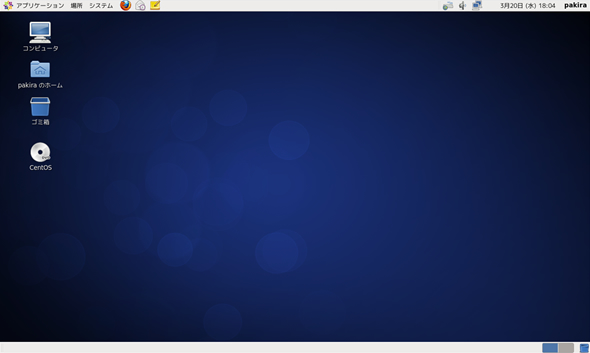 アプリケーション 場所 システム 3月20日 (水) 18:04 pakira
コンピュータ
pakira のホーム
ゴミ箱
CentOS